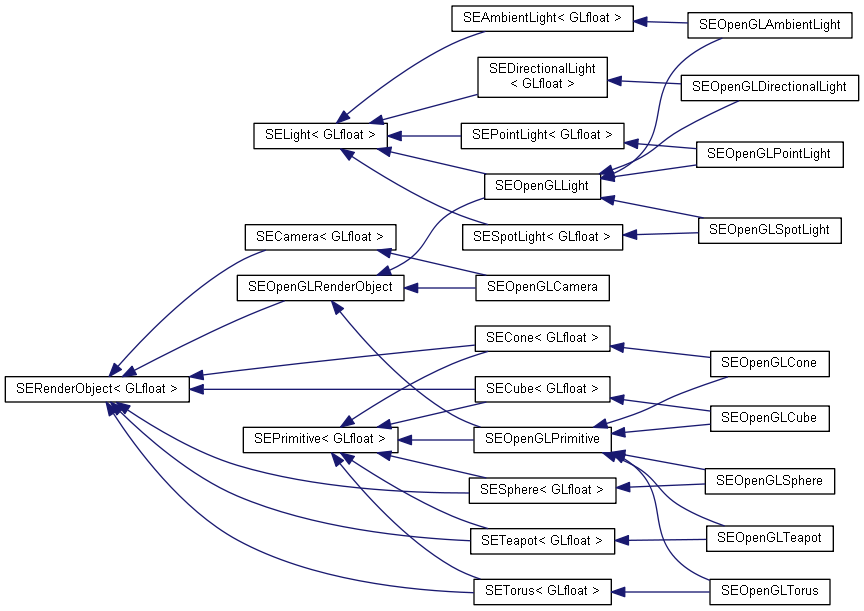 SEAmbientLight< GLfloat >
SEOpenGLAmbientLight
SEDirectionalLight
< GLfloat >
SEOpenGLDirectionalLight
SELight< GLfloat >
SEPointLight< GLfloat >
SEOpenGLPointLight
SEOpenGLLight
SESpotLight< GLfloat >
SEOpenGLSpotLight
SECamera< GLfloat >
SEOpenGLRenderObject
SEOpenGLCamera
SECone< GLfloat >
SEOpenGLCone
SERenderObject< GLfloat >
SECube< GLfloat >
SEOpenGLCube
SEPrimitive< GLfloat >
SEOpenGLPrimitive
SESphere< GLfloat >
SEOpenGLSphere
SETeapot< GLfloat >
SEOpenGLTeapot
SETorus< GLfloat >
SEOpenGLTorus